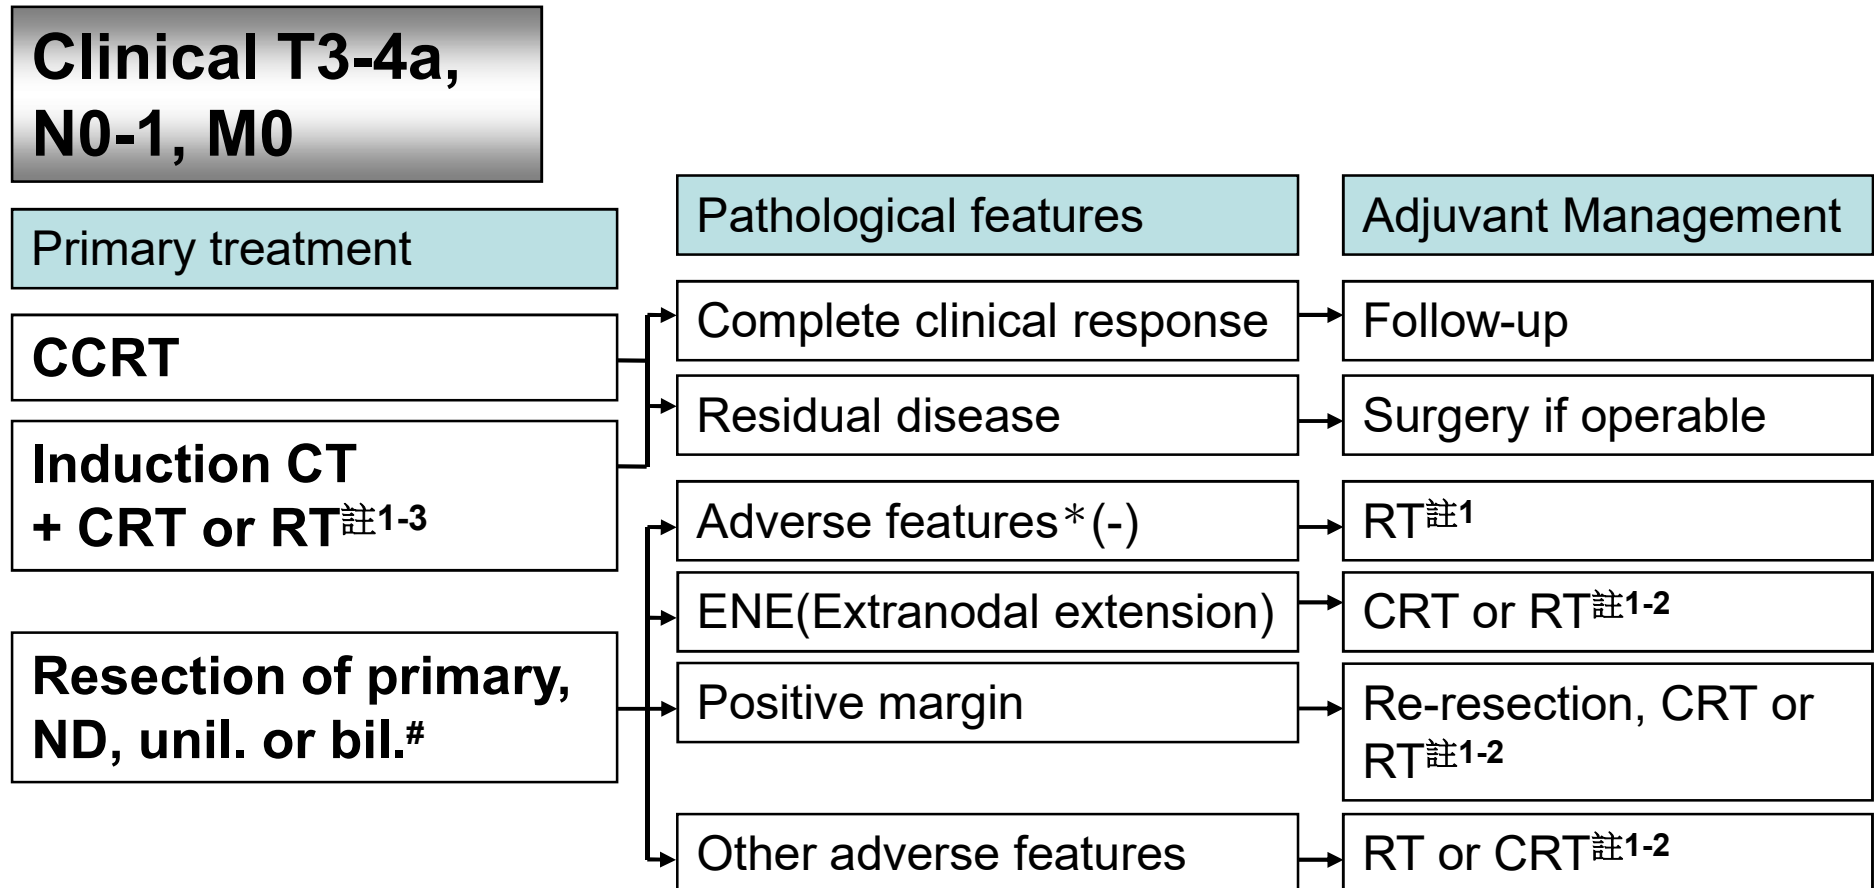 Clinical T3-4a,
N0-1, M0
Primary treatment
Pathological features
Adjuvant Management
CCRT
Complete clinical response
Follow-up
Residual disease
Surgery if operable
Induction CT
+ CRT or RT註1-3
Adverse features＊(-)
RT註1
ENE(Extranodal extension)
CRT or RT註1-2
Resection of primary,
ND, unil. or bil.#
Positive margin
Re-resection, CRT or
RT註1-2
Other adverse features
RT or CRT註1-2